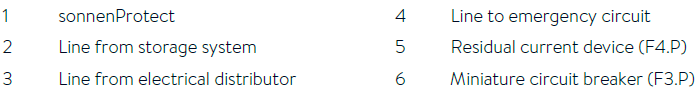 1 sonnenProtect
2 Line from storage system
3 Line from electrical distributor
4 Line to emergency circuit
5 Residual current device (F4.P)
6 Miniature circuit breaker (F3.P)